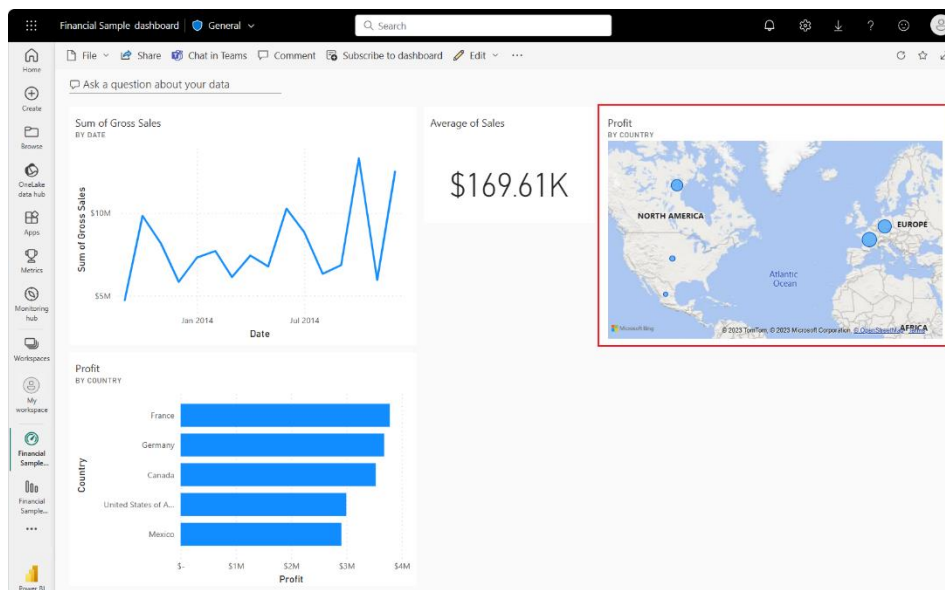 Financial Sample dashboard General
Search
File Share Chat in Teams Comment Subscribe to dashboard Edit ...
Home
Create
Browse
OneLake
data hub
Apps
Metrics
Monitoring
hub
Workspaces
My
workspace
Financial
Sample...
Financial
Sample...
Power BI
Ask a question about your data
Sum of Gross Sales
BY DATE
Sum of Gross Sales
$10M
$5M
Jan 2014 Jul 2014
Date
Average of Sales
$169.61K
Profit
BY COUNTRY
NORTH AMERICA
EUROPE
Atlantic
Ocean
AFRICA
Microsoft Bing
© 2023 TomTom, © 2023 Microsoft Corporation, © OpenStreetMap Terms
Profit
BY COUNTRY
Country
France
Germany
Canada
United States of A...
Mexico
$- $1M $2M $3M $4M
Profit